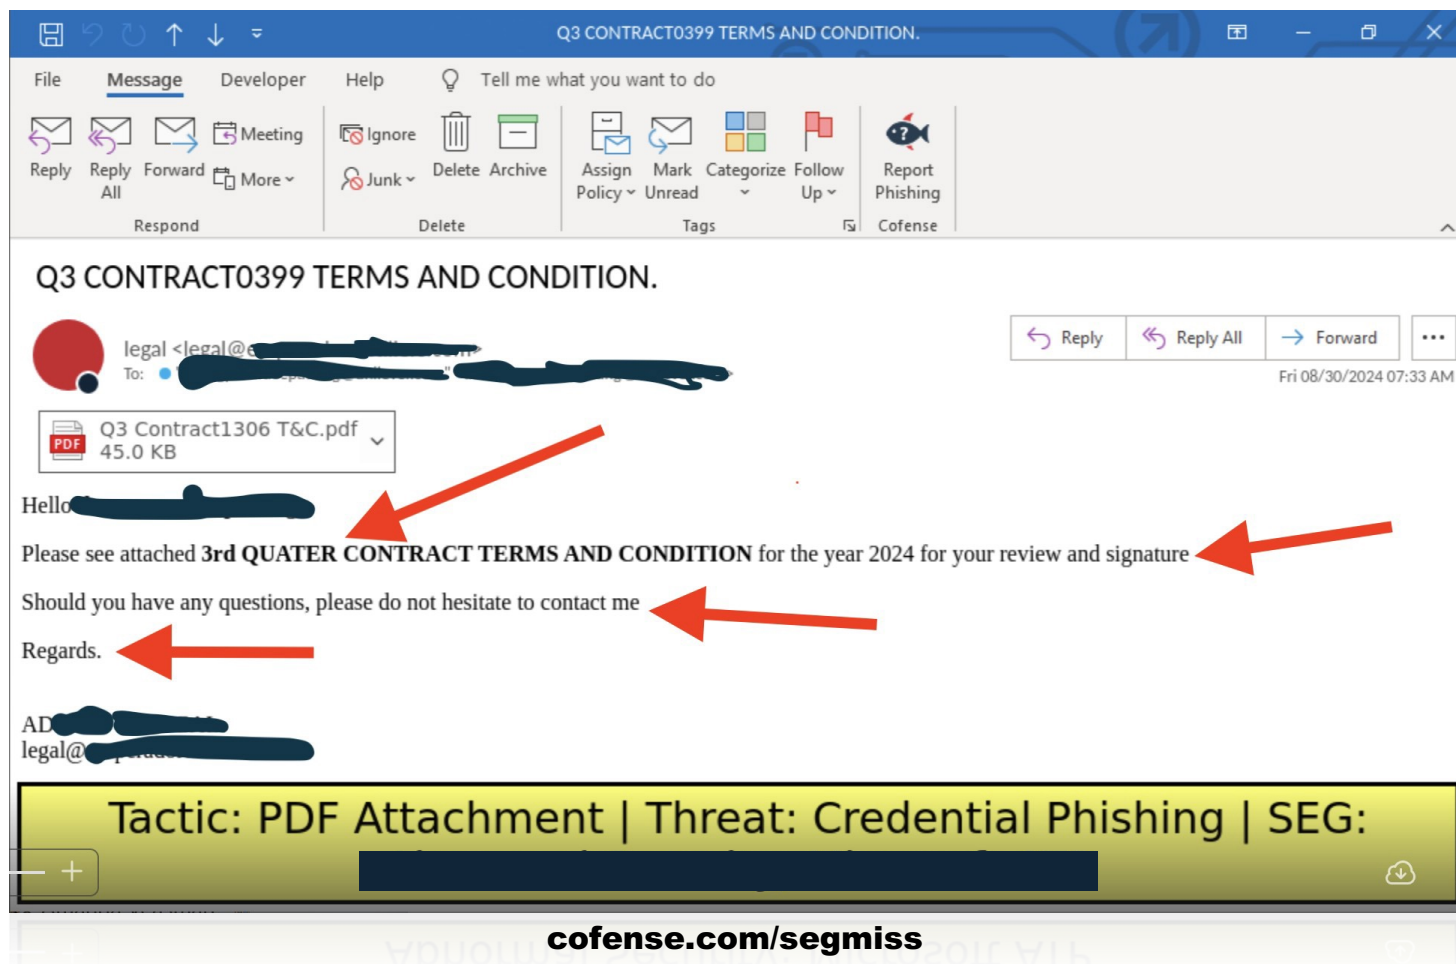 Q3 CONTRACT0399 TERMS AND CONDITION.
File Message Developer Help Tell me what you want to do
Reply Reply All Forward Meeting More Ignore Junk Delete Archive Assign Policy Mark Unread Categorize Follow Up Report Phishing
Respond Delete Tags Cofense
Q3 CONTRACT0399 TERMS AND CONDITION.
legal <legal@
To:
Reply Reply All Forward
Fri 08/30/2024 07:33 AM
PDF
Q3 Contract1306 T&C.pdf
45.0 KB
Hello
Please see attached 3rd QUATER CONTRACT TERMS AND CONDITION for the year 2024 for your review and signature
Should you have any questions, please do not hesitate to contact me
Regards.
AD
legal@
Tactic: PDF Attachment | Threat: Credential Phishing | SEG:
cofense.com/segmiss